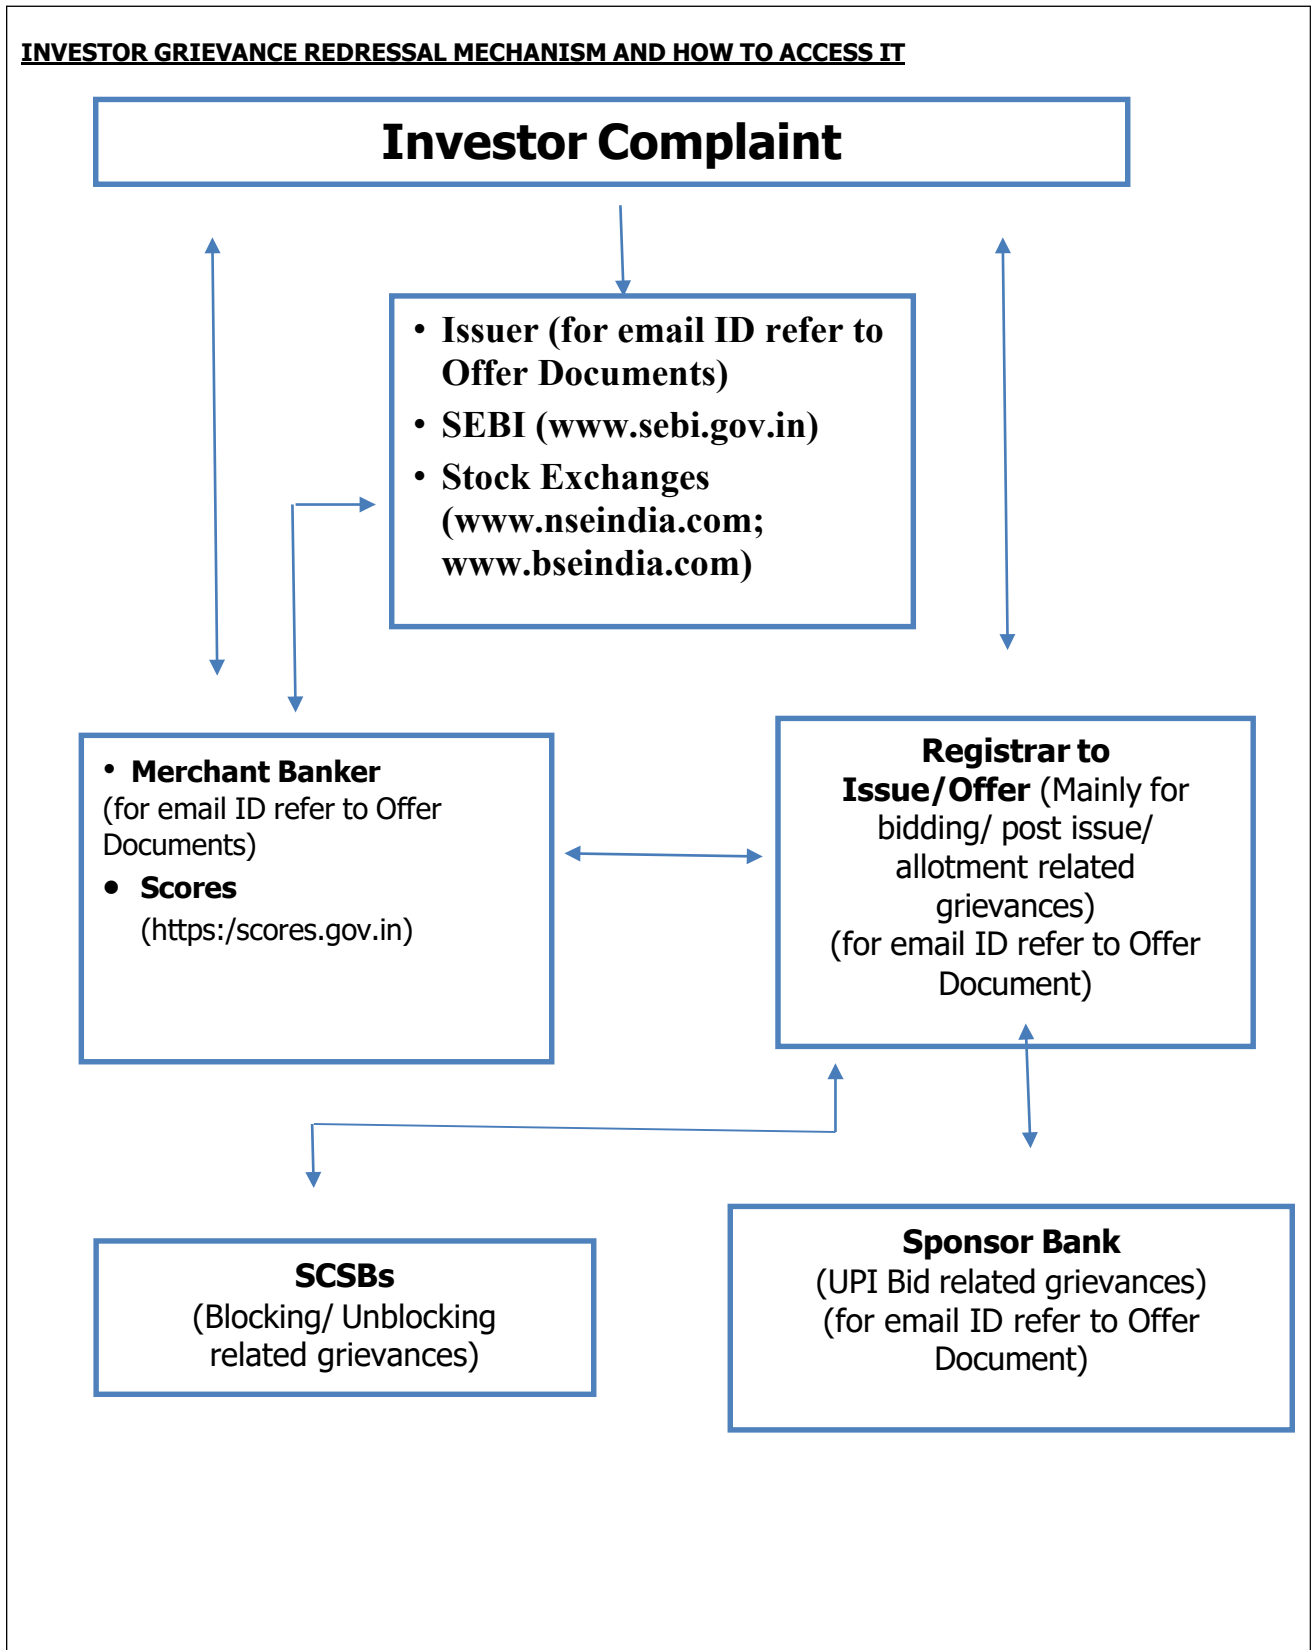 INVESTOR GRIEVANCE REDRESSAL MECHANISM AND HOW TO ACCESS IT
Investor Complaint
• Issuer (for email ID refer to
Offer Documents)
• SEBI (www.sebi.gov.in)
• Stock Exchanges
(www.nseindia.com;
www.bseindia.com)
• Merchant Banker
(for email ID refer to Offer
Documents)
• Scores
(https:/scores.gov.in)
Registrar to
Issue/Offer (Mainly for
bidding/ post issue/
allotment related
grievances)
(for email ID refer to Offer
Document)
SCSBs
(Blocking/ Unblocking
related grievances)
Sponsor Bank
(UPI Bid related grievances)
(for email ID refer to Offer
Document)